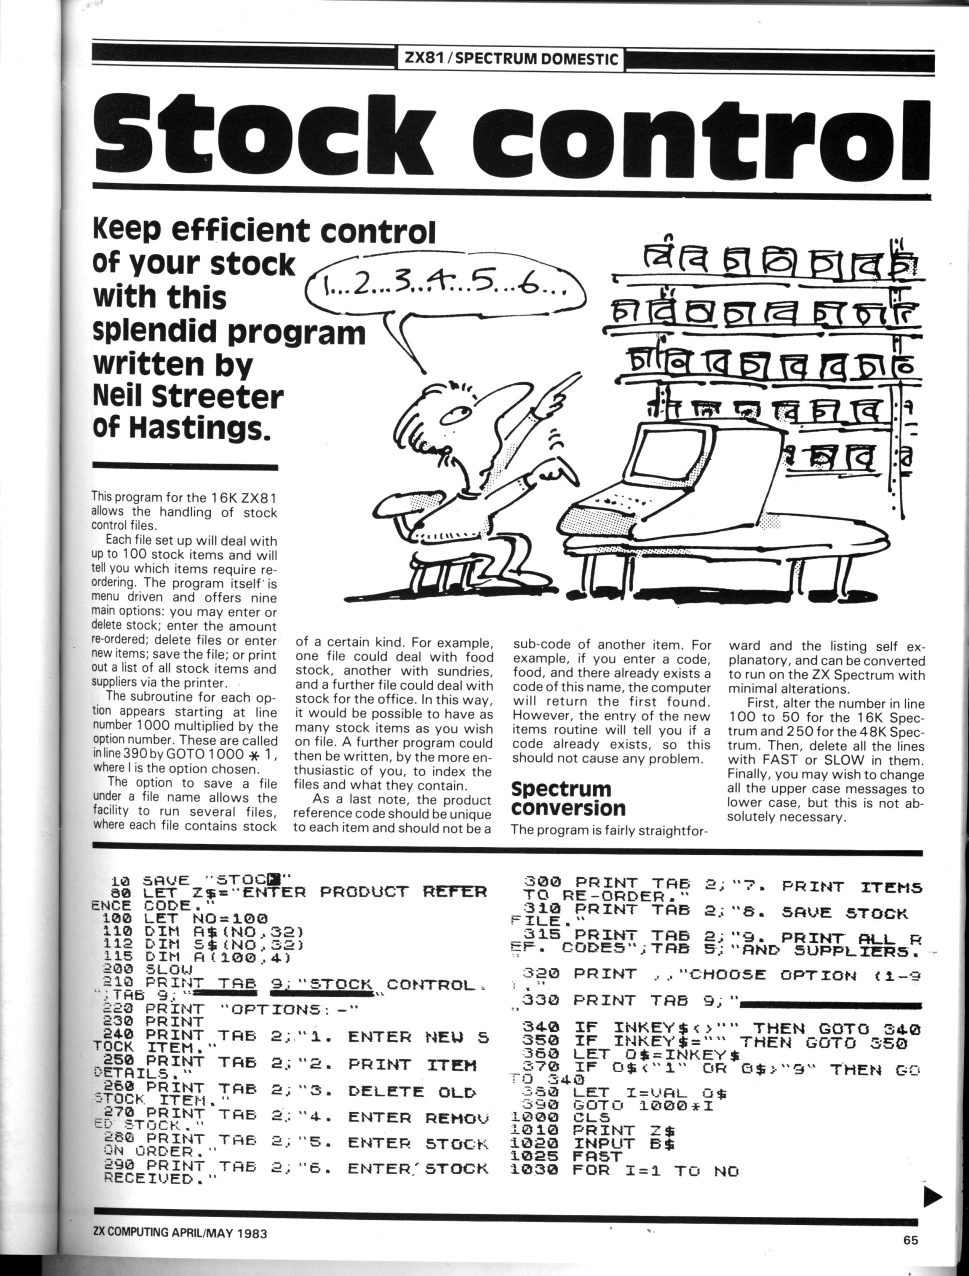 ZX81/SPECTRUM DOMESTIC
Stock control
Keep efficient control
of your stock
with this
splendid program
written by
Neil Streeter
of Hastings.
1...2...3...4...5...6...
This program for the 16K ZX81
allows the handling of stock
control files.
Each file set up will deal with
up to 100 stock items and will
tell you which items require re-
ordering. The program itself is
menu driven and offers nine
main options: you may enter or
delete stock; enter the amount
re-ordered; delete files or enter
new items; save the file; or print
out a list of all stock items and
suppliers via the printer.
The subroutine for each op-
tion appears starting at line
number 1000 multiplied by the
option number. These are called
in line 390 by GOTO 1000 * 1,
where I is the option chosen.
The option to save a file
under a file name allows the
facility to run several files,
where each file contains stock
of a certain kind. For example,
one file could deal with food
stock, another with sundries,
and a further file could deal with
stock for the office. In this way,
it would be possible to have as
many stock items as you wish
on file. A further program could
then be written, by the more en-
thusiastic of you, to index the
files and what they contain.
As a last note, the product
reference code should be unique
to each item and should not be a
sub-code of another item. For
example, if you enter a code,
food, and there already exists a
code of this name, the computer
will return the first found.
However, the entry of the new
items routine will tell you if a
code already exists, so this
should not cause any problem.
Spectrum
conversion
The program is fairly straightfor-
ward and the listing self ex-
planatory, and can be converted
to run on the ZX Spectrum with
minimal alterations.
First, alter the number in line
100 to 50 for the 16K Spec-
trum and 250 for the 48K Spec-
trum. Then, delete all the lines
with FAST or SLOW in them.
Finally, you may wish to change
all the upper case messages to
lower case, but this is not ab-
solutely necessary.
10 SAVE "STOCK"
80 LET Z$="ENTER PRODUCT REFER
ENCE CODE."
100 LET NO=100
110 DIM A$(NO,32)
112 DIM S$(NO,32)
115 DIM A(100,4)
200 SLOW
210 PRINT TAB 9;"STOCK CONTROL.
";TAB 9;"
220 PRINT "OPTIONS:-"
230 PRINT
240 PRINT TAB 2;"1. ENTER NEW S
TOCK ITEM."
250 PRINT TAB 2;"2. PRINT ITEM
DETAILS."
260 PRINT TAB 2;"3. DELETE OLD
STOCK ITEM."
270 PRINT TAB 2;"4. ENTER REMOV
ED STOCK."
280 PRINT TAB 2;"5. ENTER STOCK
ON ORDER."
290 PRINT TAB 2;"6. ENTER STOCK
RECEIVED."
300 PRINT TAB 2;"7. PRINT ITEMS
TO RE-ORDER."
310 PRINT TAB 2;"8. SAVE STOCK
FILE."
315 PRINT TAB 2;"9. PRINT ALL R
EF. CODES";TAB 5;"AND SUPPLIERS.
"
320 PRINT ,,"CHOOSE OPTION (1-9
)."
330 PRINT TAB 9;"
"
340 IF INKEY$<>"" THEN GOTO 340
350 IF INKEY$="" THEN GOTO 350
360 LET O$=INKEY$
370 IF O$<"1" OR O$>"9" THEN GO
TO 340
380 LET I=VAL O$
390 GOTO 1000*I
1000 CLS
1010 PRINT Z$
1020 INPUT B$
1025 FAST
1030 FOR I=1 TO NO
ZX COMPUTING APRIL/MAY 1983
65